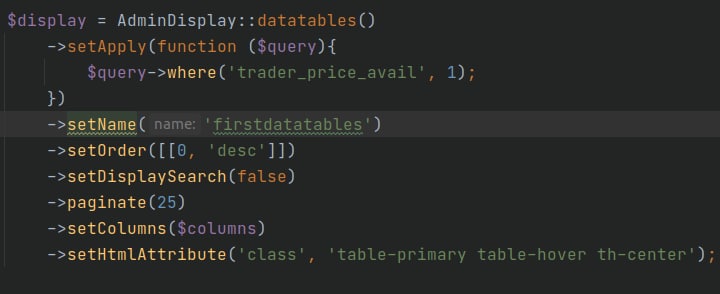 $display = AdminDisplay::datatables()
->setApply(function ($query){
$query->where('trader_price_avail', 1);
})
->setName( name: 'firstdatatables')
->setOrder([[0, 'desc']])
->setDisplaySearch(false)
->paginate(25)
->setColumns($columns)
->setHtmlAttribute('class', 'table-primary table-hover th-center');